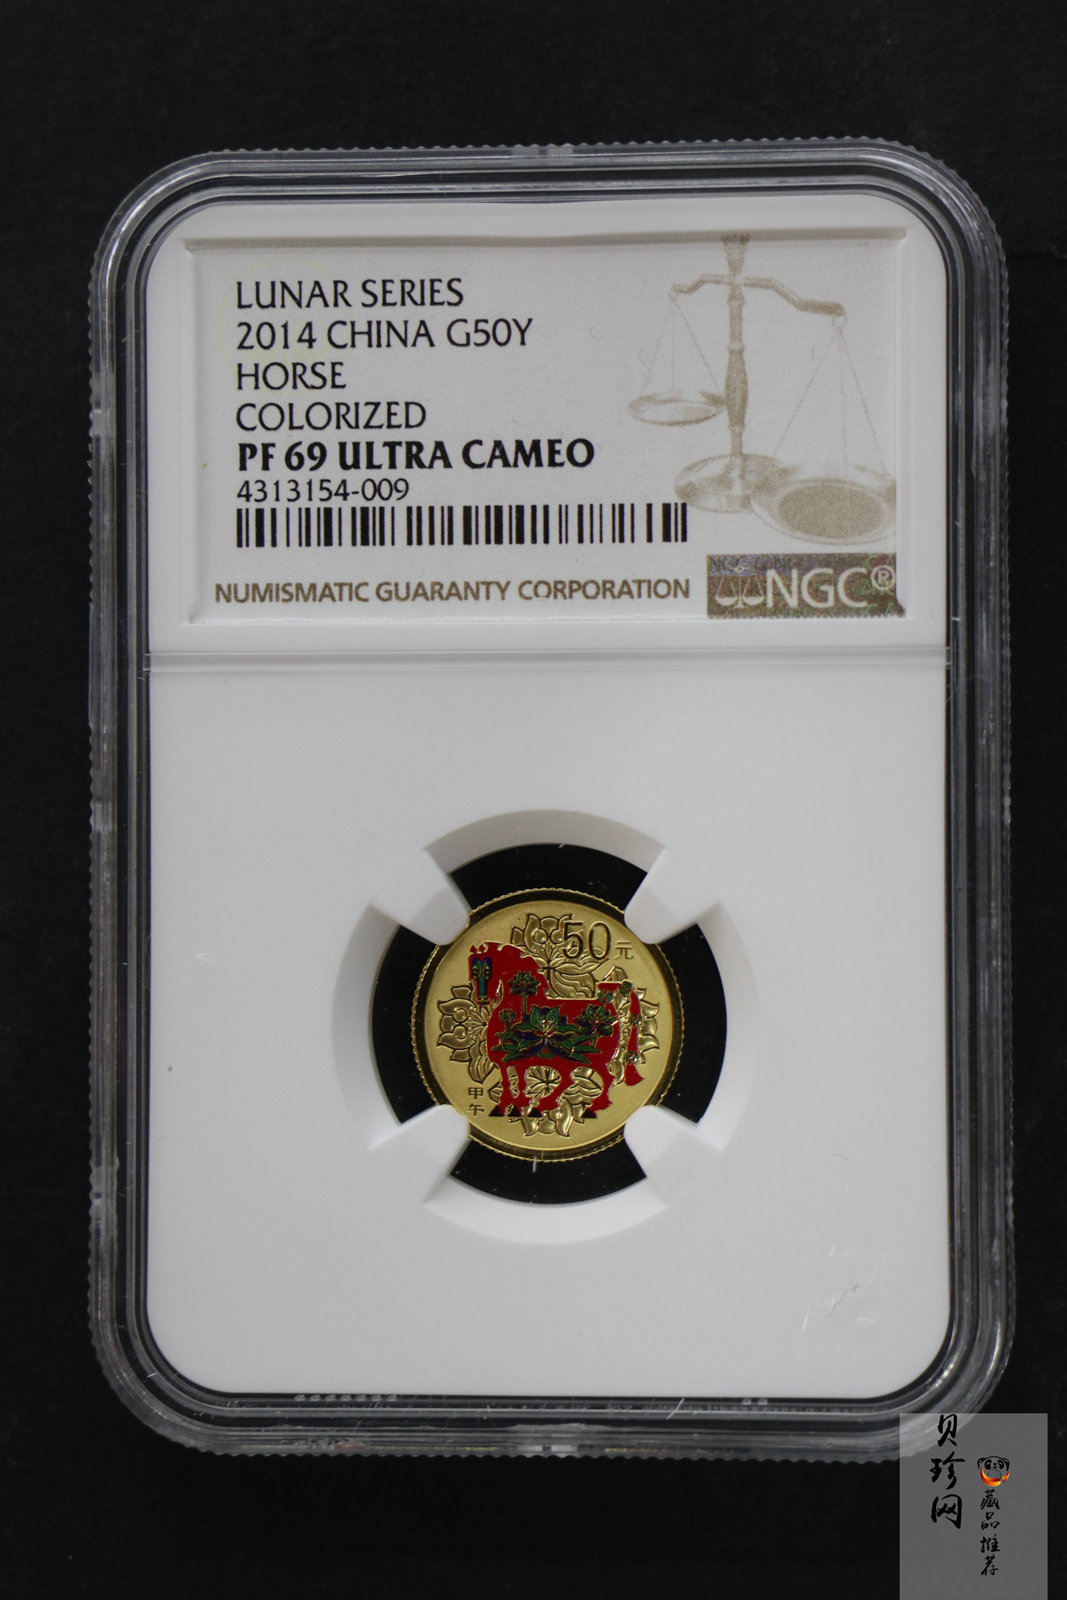 LUNAR SERIES
2014 CHINA G50Y
HORSE
COLORIZED
PF 69 ULTRA CAMEO
4313154-009
NUMISMATIC GUARANTY CORPORATION
NGC®
50元
甲午
贝珍网
藏品推荐